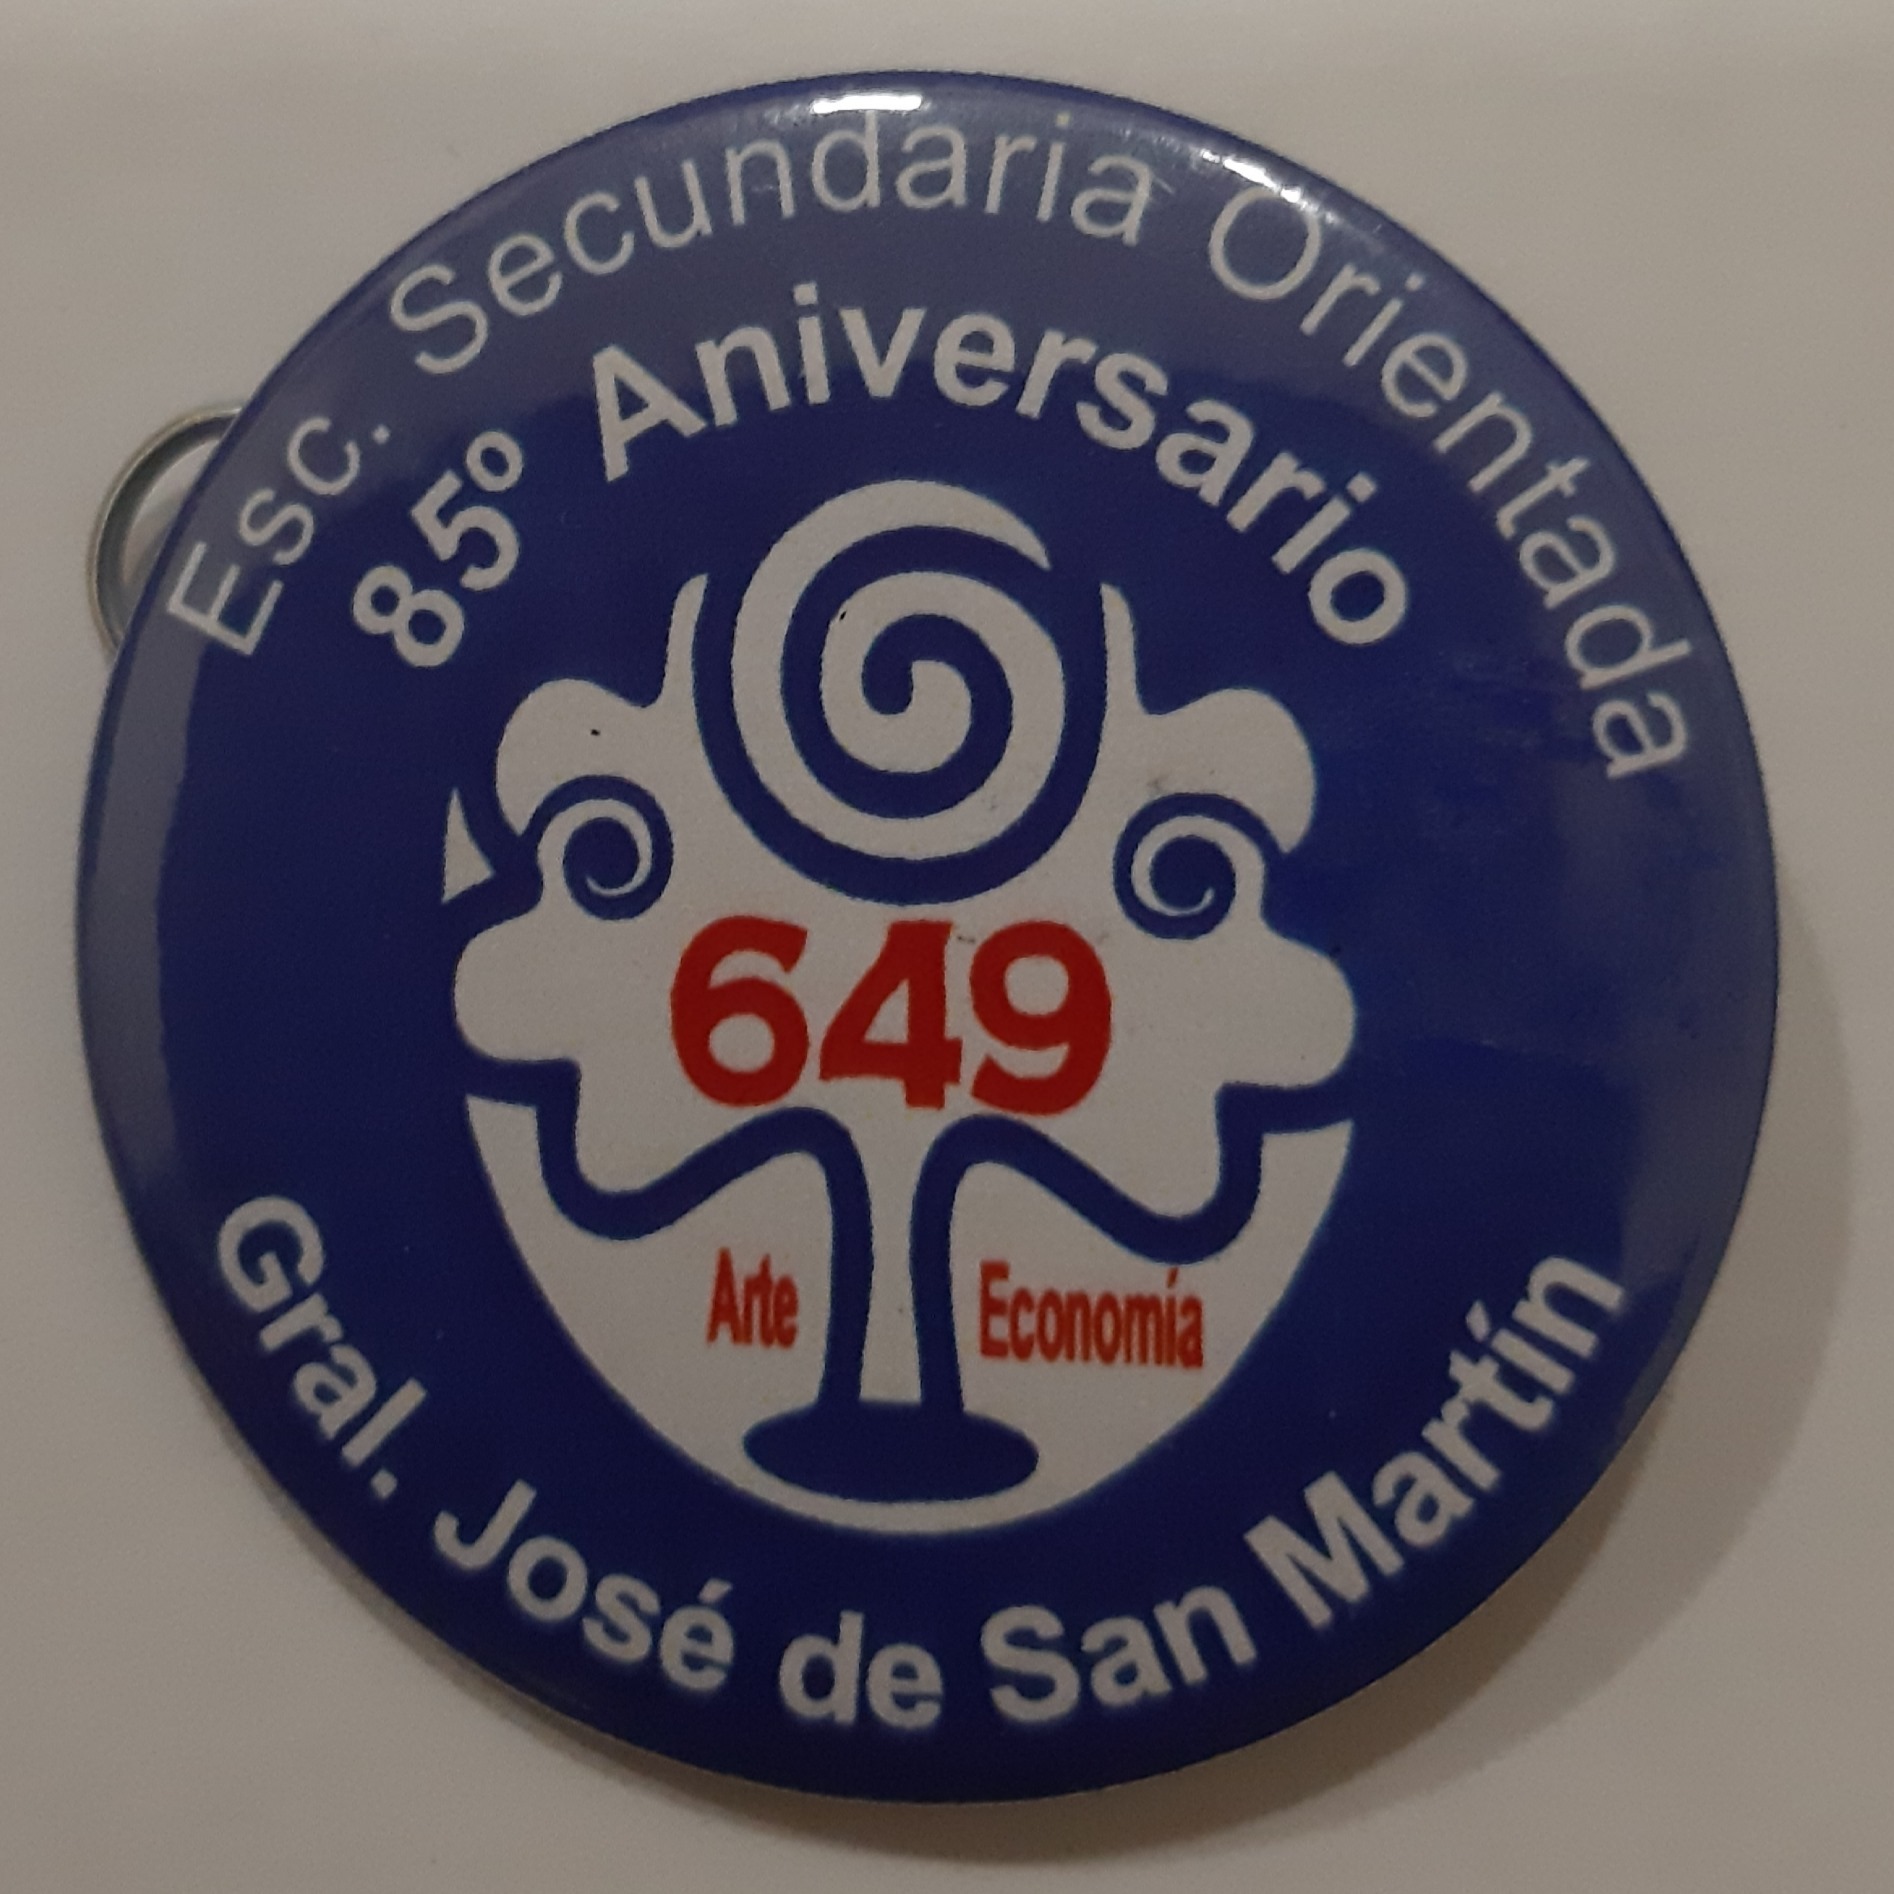 Esc. Secundaria Orientada
85º Aniversario
649
Arte
Economía
Gral. José de San Martín